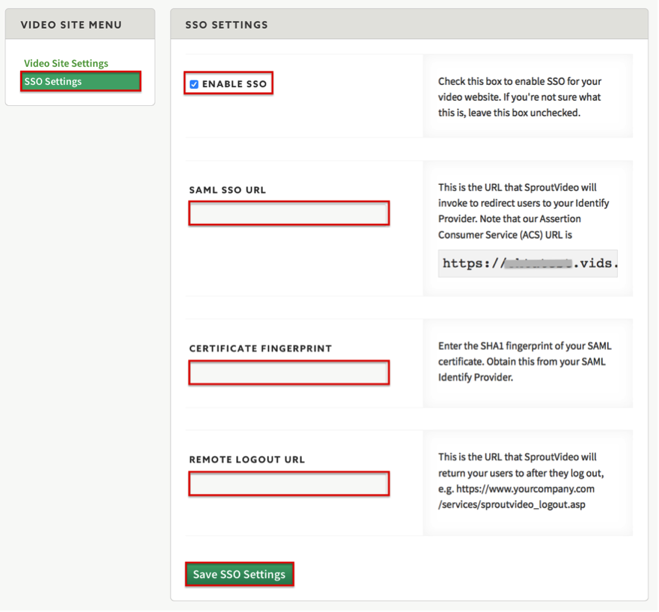 VIDEO SITE MENU
Video Site Settings
SSO Settings
SSO SETTINGS
ENABLE SSO
Check this box to enable SSO for your
video website. If you're not sure what
this is, leave this box unchecked.
SAML SSO URL
This is the URL that SproutVideo will
invoke to redirect users to your Identify
Provider. Note that our Assertion
Consumer Service (ACS) URL is
https:// .vids.
CERTIFICATE FINGERPRINT
Enter the SHA1 fingerprint of your SAML
certificate. Obtain this from your SAML
Identify Provider.
REMOTE LOGOUT URL
This is the URL that SproutVideo will
return your users to after they log out,
e.g. https://www.yourcompany.com
/services/sproutvideo_logout.asp
Save SSO Settings